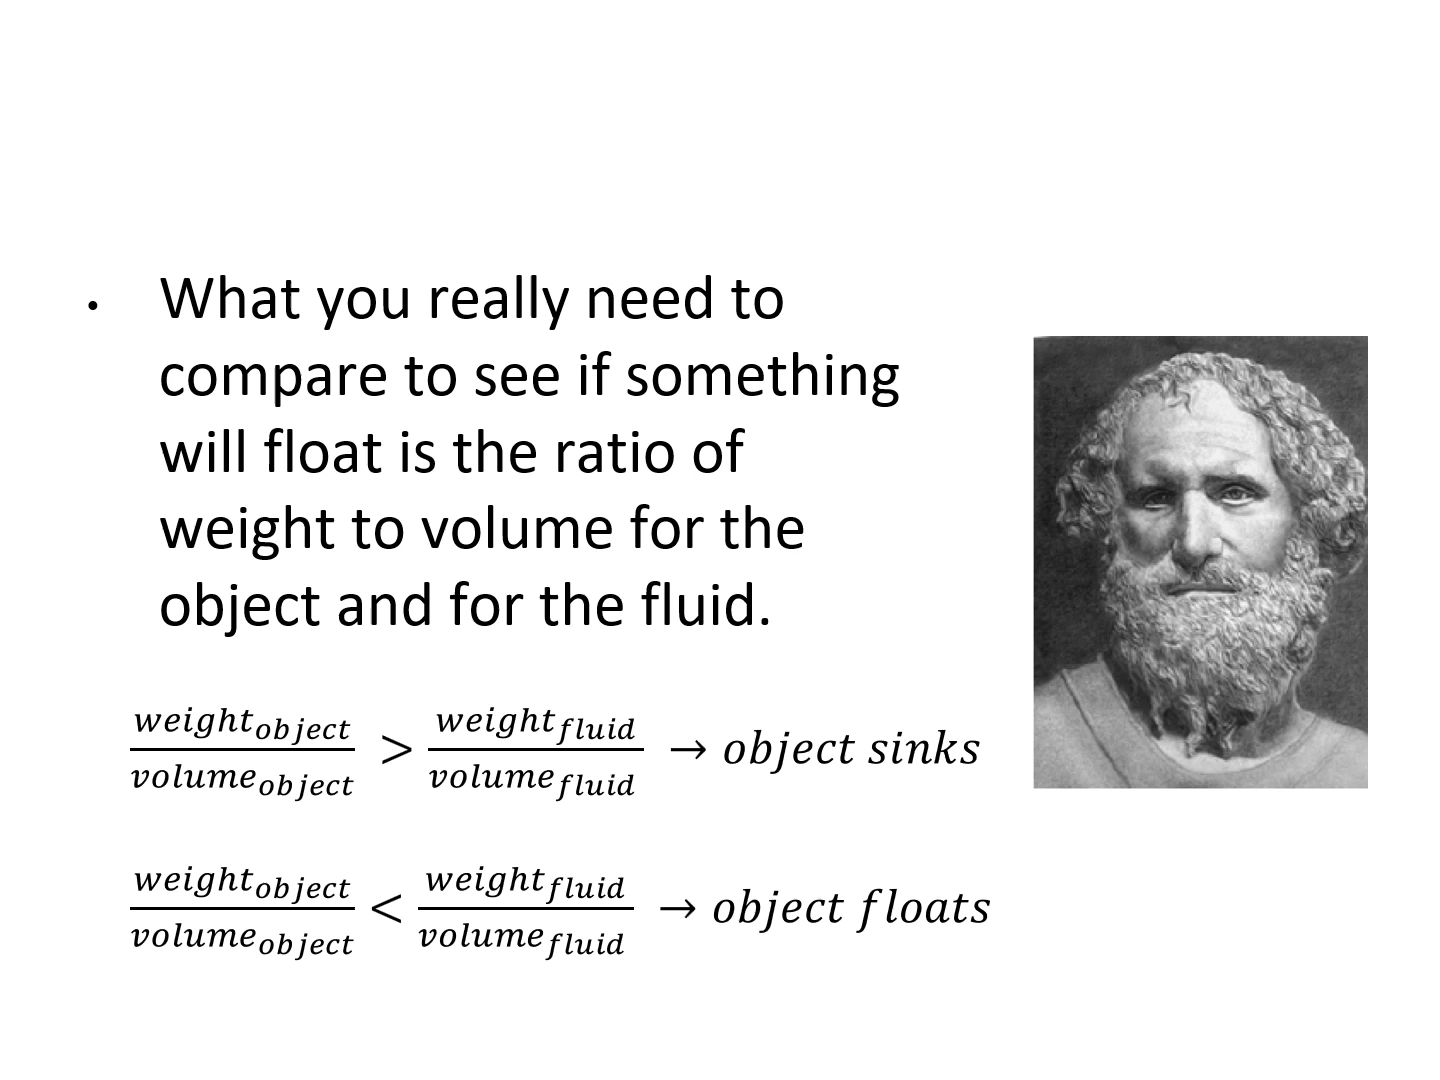 • What you really need to
compare to see if something
will float is the ratio of
weight to volume for the
object and for the fluid.
weight_object / volume_object > weight_fluid / volume_fluid → object sinks
weight_object / volume_object < weight_fluid / volume_fluid → object floats